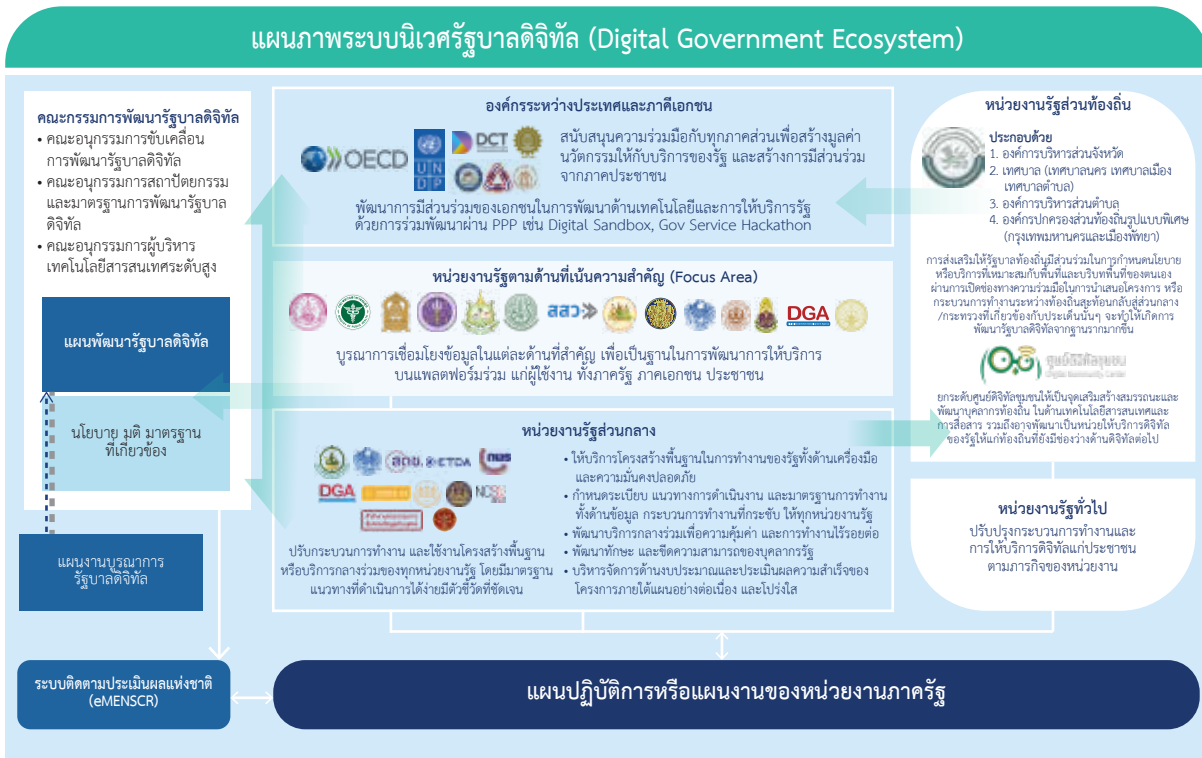 แผนภาพระบบนิเวศรัฐบาลดิจิทัล (Digital Government Ecosystem)
คณะกรรมการพัฒนารัฐบาลดิจิทัล
• คณะอนุกรรมการขับเคลื่อน
การพัฒนารัฐบาลดิจิทัล
• คณะอนุกรรมการสถาปัตยกรรม
และมาตรฐานการพัฒนารัฐบาล
ดิจิทัล
• คณะอนุกรรมการผู้บริหาร
เทคโนโลยีสารสนเทศระดับสูง
แผนพัฒนารัฐบาลดิจิทัล
นโยบาย มติ มาตรฐาน
ที่เกี่ยวข้อง
แผนงานบูรณาการ
รัฐบาลดิจิทัล
ระบบติดตามประเมินผลแห่งชาติ
(eMENSCR)
องค์กรระหว่างประเทศและภาคีเอกชน
OECD
UN
DP
DCT
สนับสนุนความร่วมมือกับทุกภาคส่วนเพื่อสร้างมูลค่า
นวัตกรรมให้กับบริการของรัฐ และสร้างการมีส่วนร่วม
จากภาคประชาชน
พัฒนาการมีส่วนร่วมของเอกชนในการพัฒนาด้านเทคโนโลยีและการให้บริการรัฐ
ด้วยการร่วมพัฒนาผ่าน PPP เช่น Digital Sandbox, Gov Service Hackathon
หน่วยงานรัฐตามด้านที่เน้นความสำคัญ (Focus Area)
สสว
DGA
บูรณาการเชื่อมโยงข้อมูลในแต่ละด้านที่สำคัญ เพื่อเป็นฐานในการพัฒนาการให้บริการ
บนแพลตฟอร์มร่วม แก่ผู้ใช้งาน ทั้งภาครัฐ ภาคเอกชน ประชาชน
หน่วยงานรัฐส่วนกลาง
สดช.
ETDA
DGA
NCSA
ปรับกระบวนการทำงาน และใช้งานโครงสร้างพื้นฐาน
หรือบริการกลางร่วมของทุกหน่วยงานรัฐ โดยมีมาตรฐาน
แนวทางที่ดำเนินการได้ง่ายมีตัวชี้วัดที่ชัดเจน
• ให้บริการโครงสร้างพื้นฐานในการทำงานของรัฐทั้งด้านเครื่องมือ
และความมั่นคงปลอดภัย
• กำหนดระเบียบ แนวทางการดำเนินงาน และมาตรฐานการทำงาน
ทั้งด้านข้อมูล กระบวนการทำงานที่กระชับ ให้ทุกหน่วยงานรัฐ
• พัฒนาบริการกลางร่วมเพื่อความคุ้มค่า และการทำงานไร้รอยต่อ
• พัฒนาทักษะ และขีดความสามารถของบุคลากรรัฐ
• บริหารจัดการด้านงบประมาณและประเมินผลความสำเร็จของ
โครงการภายใต้แผนอย่างต่อเนื่อง และโปร่งใส
หน่วยงานรัฐส่วนท้องถิ่น
ประกอบด้วย
1. องค์การบริหารส่วนจังหวัด
2. เทศบาล (เทศบาลนคร เทศบาลเมือง
เทศบาลตำบล)
3. องค์การบริหารส่วนตำบล
4. องค์กรปกครองส่วนท้องถิ่นรูปแบบพิเศษ
(กรุงเทพมหานครและเมืองพัทยา)
การส่งเสริมให้รัฐบาลท้องถิ่นมีส่วนร่วมในการกำหนดนโยบาย
หรือบริการที่เหมาะสมกับพื้นที่และบริบทพื้นที่ของตนเอง
ผ่านการเปิดช่องทางความร่วมมือในการนำเสนอโครงการ หรือ
กระบวนการทำงานระหว่างท้องถิ่นสะท้อนกลับสู่ส่วนกลาง
/กระทรวงที่เกี่ยวข้องกับประเด็นนั้นๆ จะทำให้เกิดการ
พัฒนารัฐบาลดิจิทัลจากฐานรากมากขึ้น
ศูนย์ดิจิทัลชุมชน
Digital Community Center
ยกระดับศูนย์ดิจิทัลชุมชนให้เป็นจุดเสริมสร้างสมรรถนะและ
พัฒนาบุคลากรท้องถิ่น ในด้านเทคโนโลยีสารสนเทศและ
การสื่อสาร รวมถึงอาจพัฒนาเป็นหน่วยให้บริการดิจิทัล
ของรัฐให้แก่ท้องถิ่นที่ยังมีช่องว่างด้านดิจิทัลต่อไป
หน่วยงานรัฐทั่วไป
ปรับปรุงกระบวนการทำงานและ
การให้บริการดิจิทัลแก่ประชาชน
ตามภารกิจของหน่วยงาน
แผนปฏิบัติการหรือแผนงานของหน่วยงานภาครัฐ